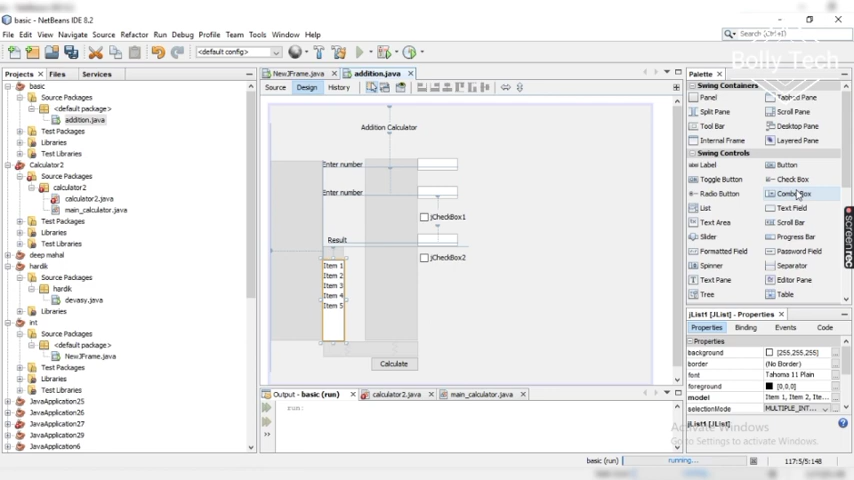 basic - NetBeans IDE 8.2
File Edit View Navigate Source Refactor Run Debug Profile Team Tools Window Help
<default config>
Bolly Tech
Projects
Files
Services
basic
Source Packages
<default package>
addition.java
Test Packages
Libraries
Test Libraries
Calculator2
Source Packages
calculator2
calculator2.java
main_calculator.java
Test Packages
Libraries
Test Libraries
deep mahal
hardik
Source Packages
hardik
devasy.java
Libraries
int
Source Packages
<default package>
NewJFrame.java
Test Packages
Libraries
Test Libraries
JavaApplication25
JavaApplication26
JavaApplication27
JavaApplication29
JavaApplication6
NewJFrame.java
addition.java
Source
Design
History
Addition Calculator
Enter number
Enter number
jCheckBox1
Result
jCheckBox2
Item 1
Item 2
Item 3
Item 4
Item 5
Calculate
Output - basic (run)
calculator2.java
main_calculator.java
run:
Palette
Swing Containers
Panel
Tabbed Pane
Split Pane
Scroll Pane
Tool Bar
Desktop Pane
Internal Frame
Layered Pane
Swing Controls
Label
Button
Toggle Button
Check Box
Radio Button
Combo Box
List
Text Field
Text Area
Scroll Bar
Slider
Progress Bar
Formatted Field
Password Field
Spinner
Separator
Text Pane
Editor Pane
Tree
Table
jList1 [JList] - Properties
Properties
Binding
Events
Code
Properties
background [255,255,255]
border (No Border)
font Tahoma 11 Plain
foreground [0,0,0]
model Item 1, Item 2, Ite...
selectionMode MULTIPLE_INT...
jList1 [JList]
Activate Windows
Go to Settings to activate Windows.
basic (run)
running...
117:5/5:148
screenrec